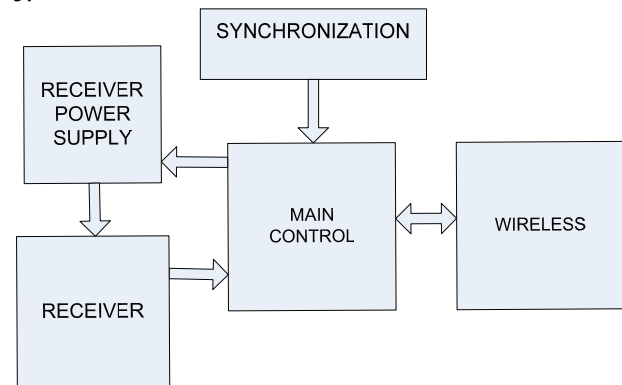 SYNCHRONIZATION
RECEIVER
POWER
SUPPLY
MAIN
CONTROL
WIRELESS
RECEIVER